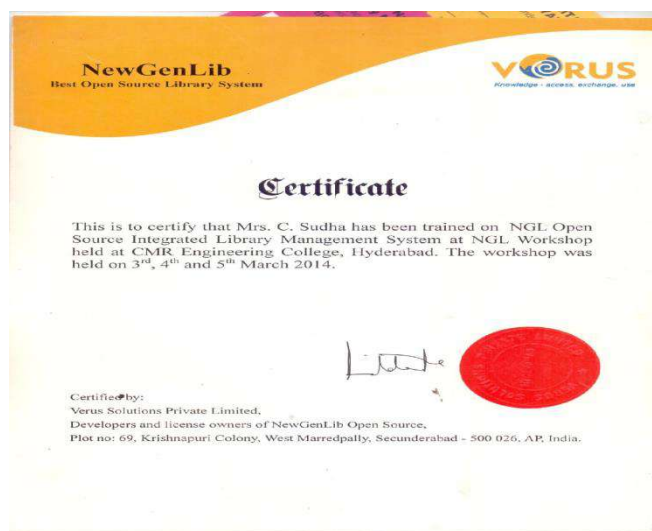 NewGenLib
Best Open Source Library System
VERUS
Knowledge - access, exchange, use
Certificate
This is to certify that Mrs. C. Sudha has been trained on NGL Open
Source Integrated Library Management System at NGL Workshop
held at CMR Engineering College, Hyderabad. The workshop was
held on 3rd, 4th and 5th March 2014.
Certified by:
Verus Solutions Private Limited,
Developers and license owners of NewGenLib Open Source,
Plot no: 69, Krishnapuri Colony, West Marredpally, Secunderabad - 500 026, AP, India.